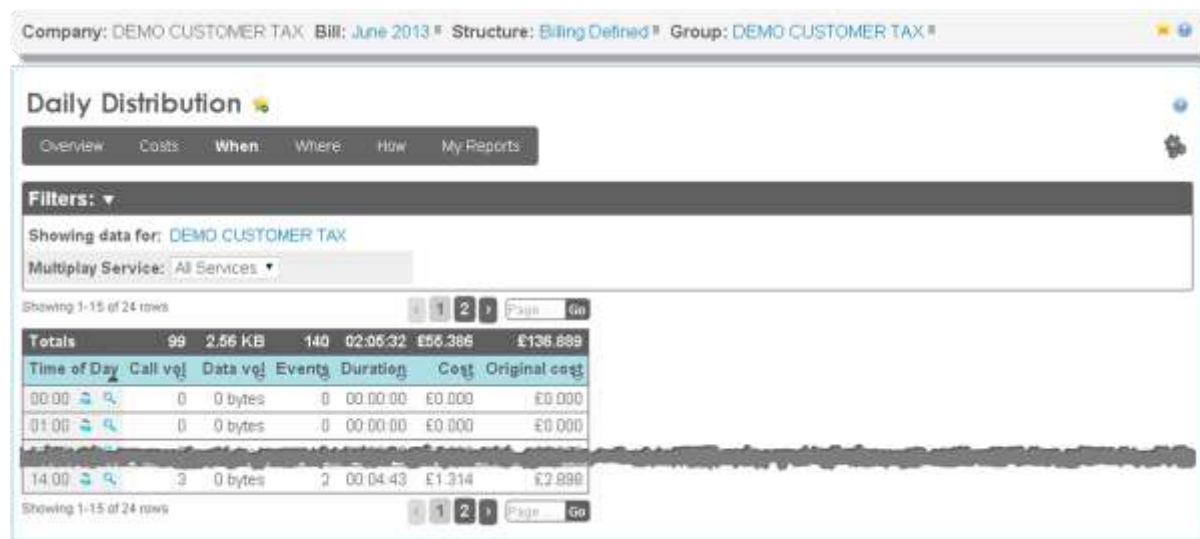 Company: DEMO CUSTOMER TAX Bill: June 2013 Structure: Billing Defined Group: DEMO CUSTOMER TAX
Daily Distribution
Overview Costs When Where How My Reports
Filters:
Showing data for: DEMO CUSTOMER TAX
Multiplay Service: All Services
Showing 1-15 of 24 rows 1 2 Page... Go
Totals 99 2.56 KB 140 02:05:32 £55.386 £136.889
Time of Day Call vol Data vol Events Duration Cost Original cost
00:00 0 0 bytes 0 00:00:00 £0.000 £0.000
01:00 0 0 bytes 0 00:00:00 £0.000 £0.000
14:00 3 0 bytes 2 00:04:43 £1.314 £2.898
Showing 1-15 of 24 rows 1 2 Page... Go